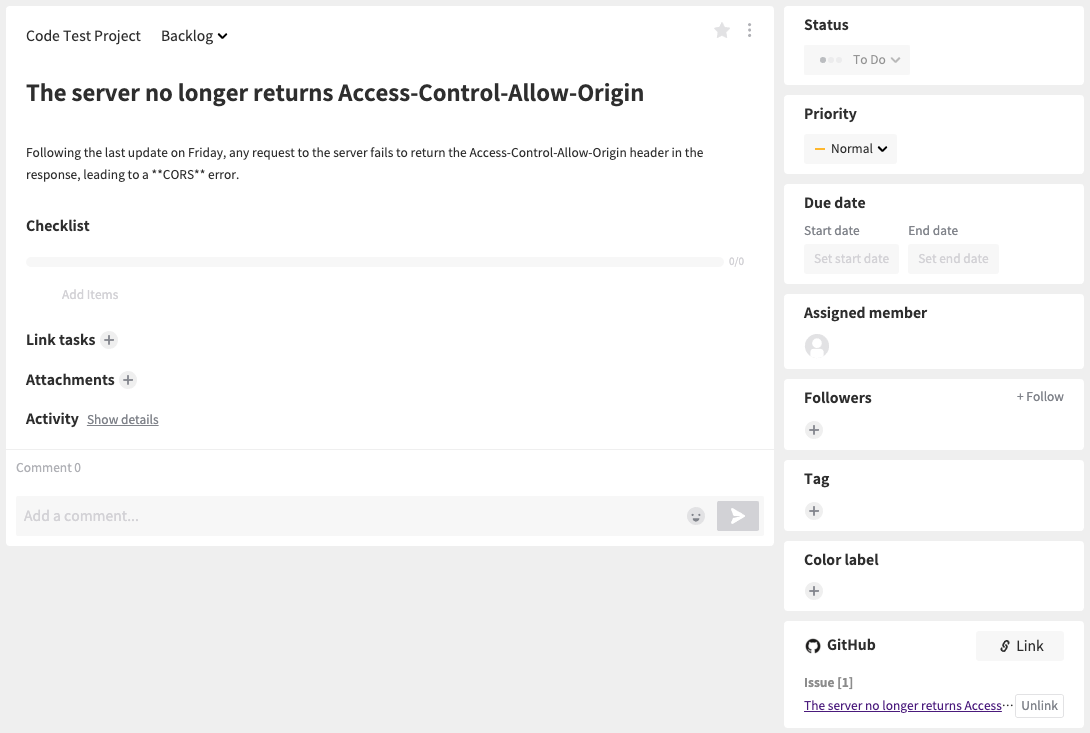 Code Test Project Backlog
The server no longer returns Access-Control-Allow-Origin
Following the last update on Friday, any request to the server fails to return the Access-Control-Allow-Origin header in the
response, leading to a **CORS** error.
Checklist
0/0
Add Items
Link tasks +
Attachments +
Activity Show details
Comment 0
Add a comment...
Status
To Do
Priority
Normal
Due date
Start date End date
Set start date Set end date
Assigned member
Followers + Follow
+
Tag
+
Color label
+
GitHub Link
Issue [1]
The server no longer returns Access··· Unlink